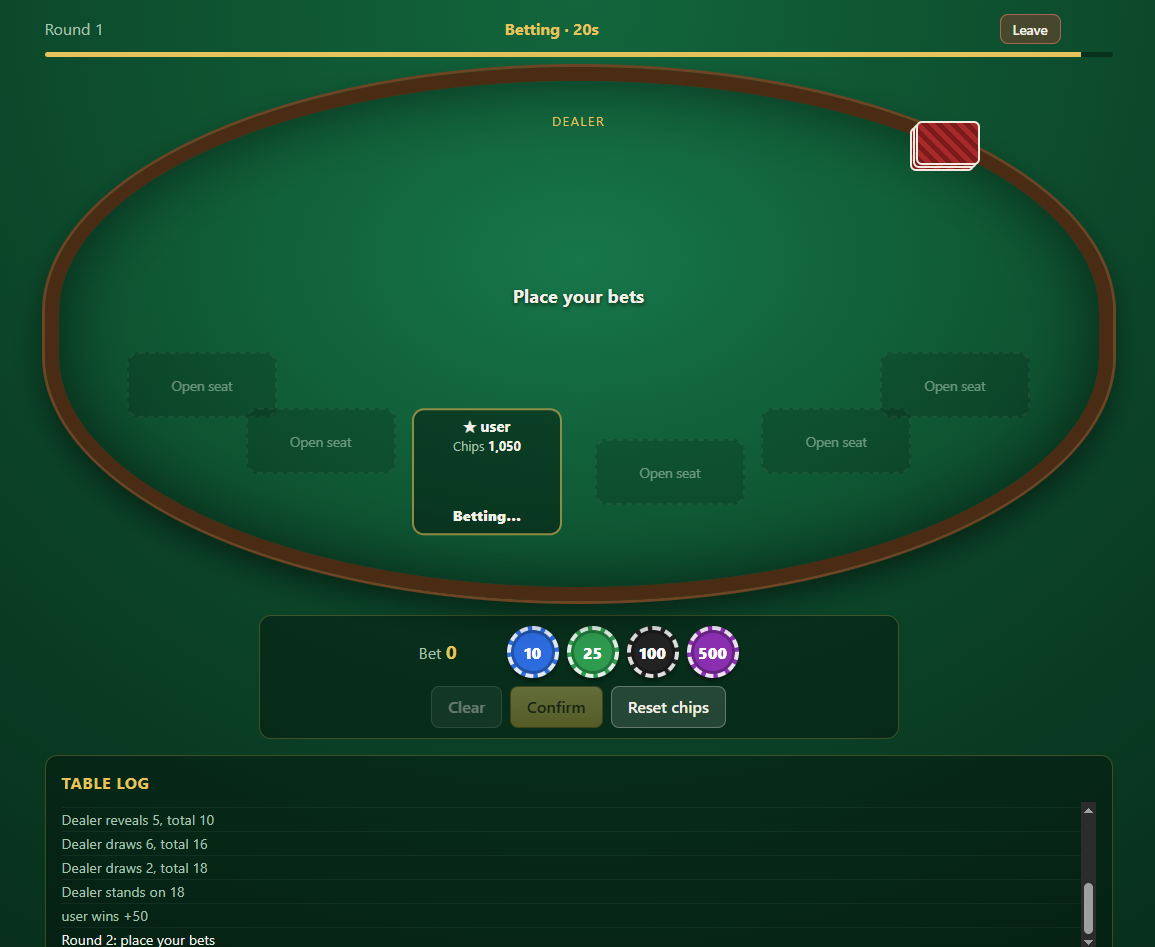 Round 1
Betting · 20s
Leave
DEALER
Place your bets
Open seat
Open seat
Open seat
Open seat
Open seat
★ user
Chips 1,050
Betting...
Bet 0
10
25
100
500
Clear
Confirm
Reset chips
TABLE LOG
Dealer reveals 5, total 10
Dealer draws 6, total 16
Dealer draws 2, total 18
Dealer stands on 18
user wins +50
Round 2: place your bets